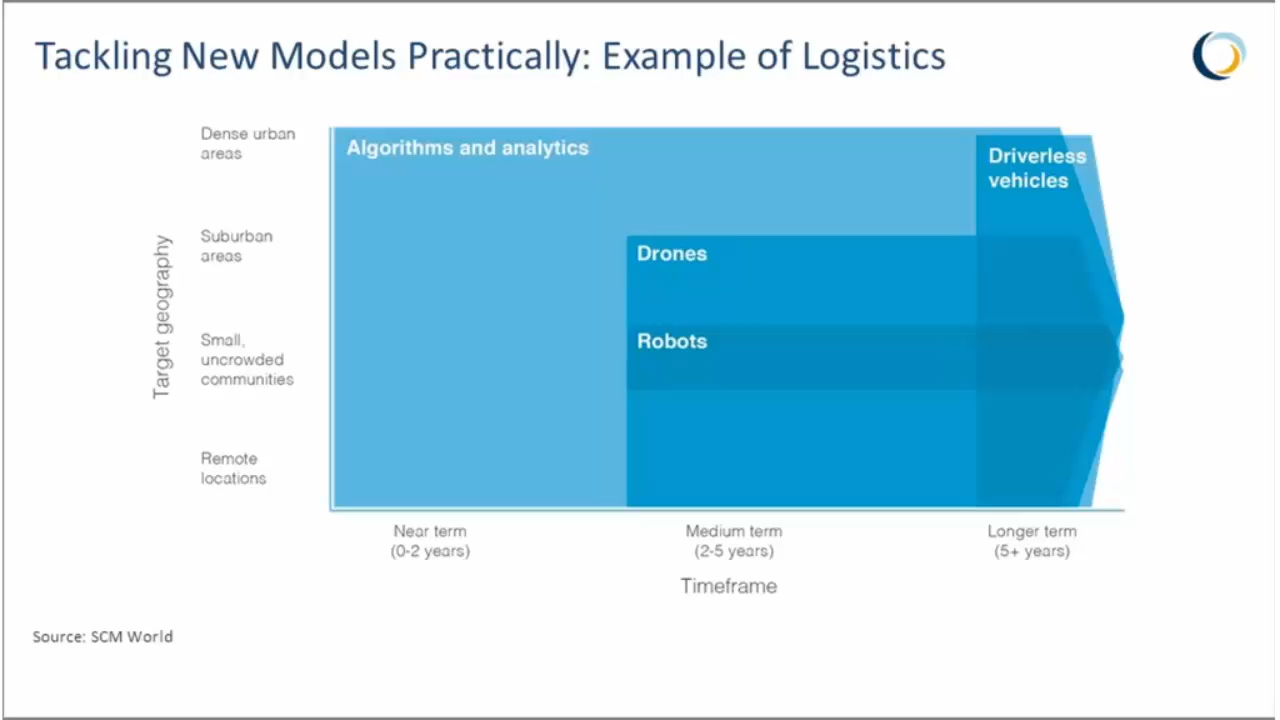 Tackling New Models Practically: Example of Logistics
Dense urban
areas
Algorithms and analytics
Driverless
vehicles
Suburban
areas
Drones
Target geography
Small,
uncrowded
communities
Robots
Remote
locations
Near term
(0-2 years)
Medium term
(2-5 years)
Longer term
(5+ years)
Timeframe
Source: SCM World